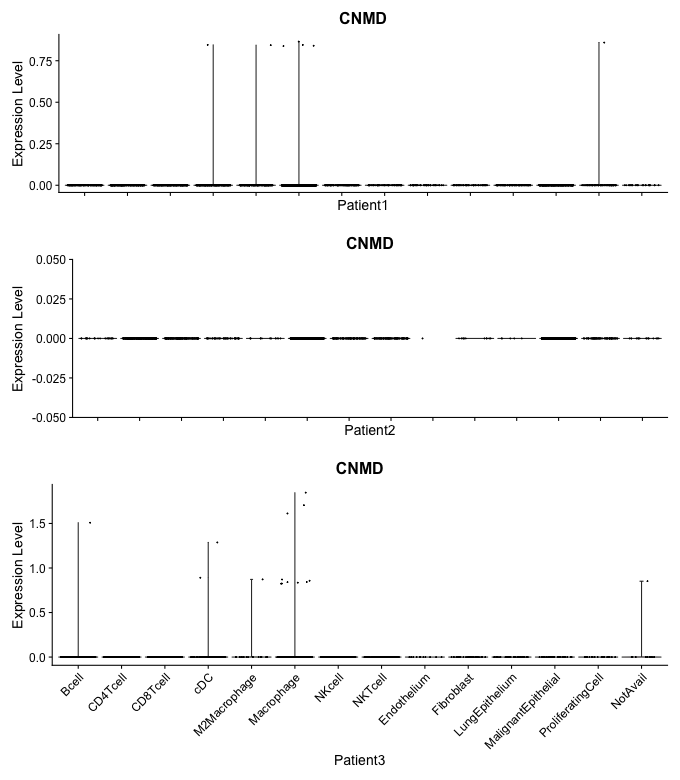 CNMD
Expression Level
0.75
0.50
0.25
0.00
Patient1
CNMD
Expression Level
0.050
0.025
0.000
-0.025
-0.050
Patient2
CNMD
Expression Level
1.5
1.0
0.5
0.0
Bcell
CD4Tcell
CD8Tcell
cDC
M2Macrophage
Macrophage
NKcell
NKTcell
Endothelium
Fibroblast
LungEpithelium
MalignantEpithelial
ProliferatingCell
NotAvail
Patient3